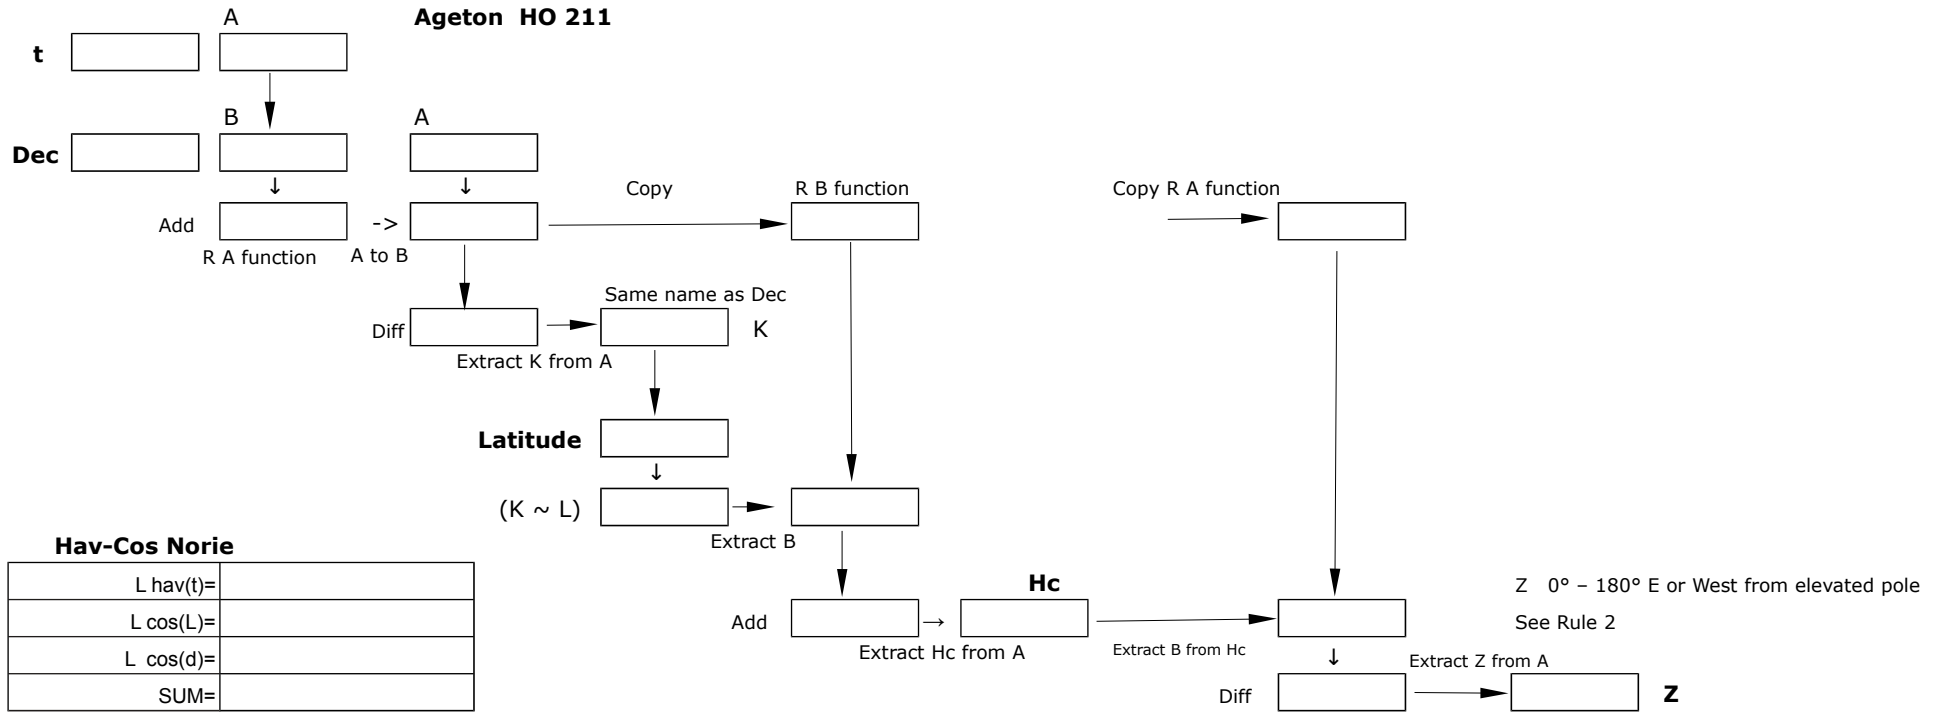 A
Ageton HO 211
t
B
A
Dec
↓
↓
Copy
R B function
Copy R A function
Add
->
R A function
A to B
Same name as Dec
Diff
K
Extract K from A
Latitude
↓
(K ~ L)
Extract B
Hav-Cos Norie
L hav(t)=
Hc
Z 0° – 180° E or West from elevated pole
L cos(L)=
Add
→
See Rule 2
Extract Hc from A
Extract B from Hc
L cos(d)=
↓
Extract Z from A
SUM=
Diff
Z